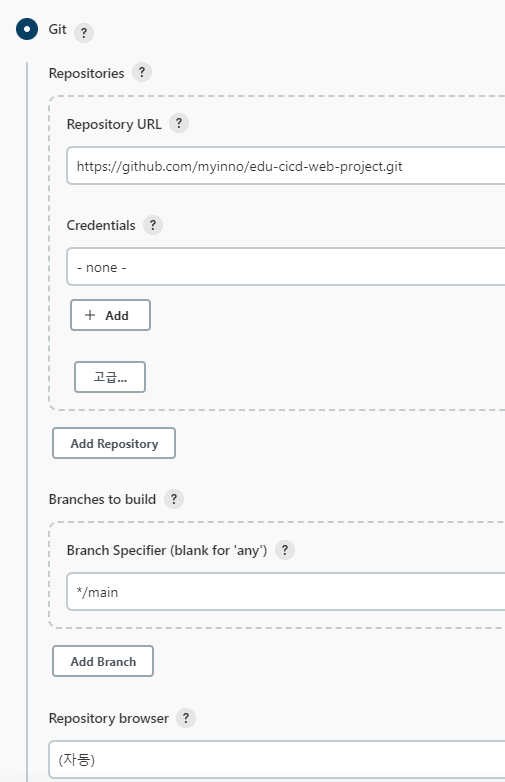 Git ?
Repositories ?
Repository URL ?
https://github.com/myinno/edu-cicd-web-project.git
Credentials ?
- none -
+ Add
고급...
Add Repository
Branches to build ?
Branch Specifier (blank for 'any') ?
*/main
Add Branch
Repository browser ?
(자동)